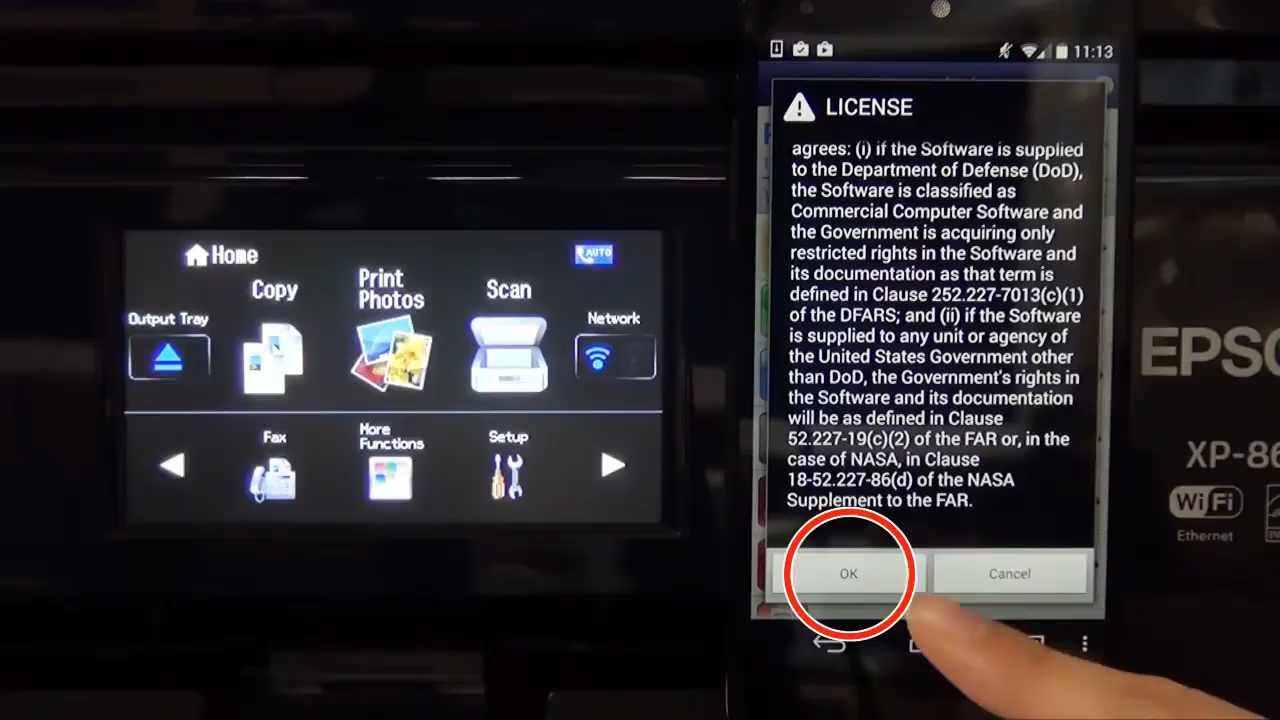 Home
AUTO
Copy
Print
Photos
Scan
Output Tray
Network
Fax
More
Functions
Setup
11:13
LICENSE
agrees: (i) if the Software is supplied
to the Department of Defense (DoD),
the Software is classified as
Commercial Computer Software and
the Government is acquiring only
restricted rights in the Software and
its documentation as that term is
defined in Clause 252.227-7013(c)(1)
of the DFARS; and (ii) if the Software
is supplied to any unit or agency of
the United States Government other
than DoD, the Government's rights in
the Software and its documentation
will be as defined in Clause
52.227-19(c)(2) of the FAR or, in the
case of NASA, in Clause
18-52.227-86(d) of the NASA
Supplement to the FAR.
OK
Cancel
EPSO
XP-86
WiFi
Ethernet